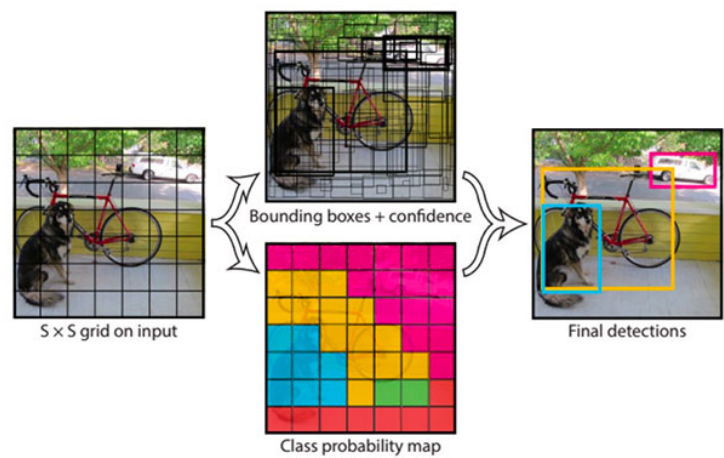 S × S grid on input
Bounding boxes + confidence
Class probability map
Final detections